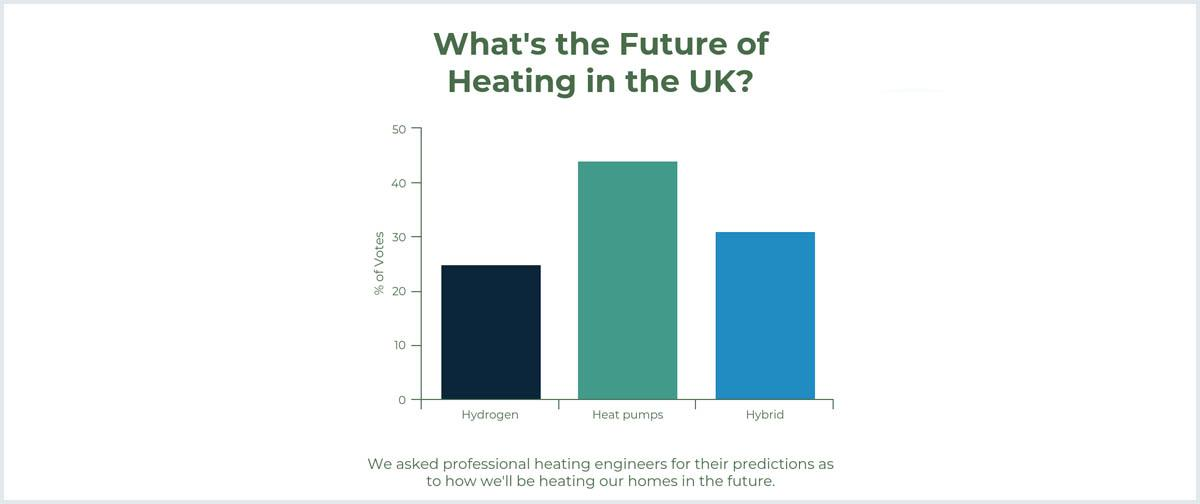 What's the Future of
Heating in the UK?
50
40
30
20
10
0
% of Votes
Hydrogen
Heat pumps
Hybrid
We asked professional heating engineers for their predictions as
to how we'll be heating our homes in the future.